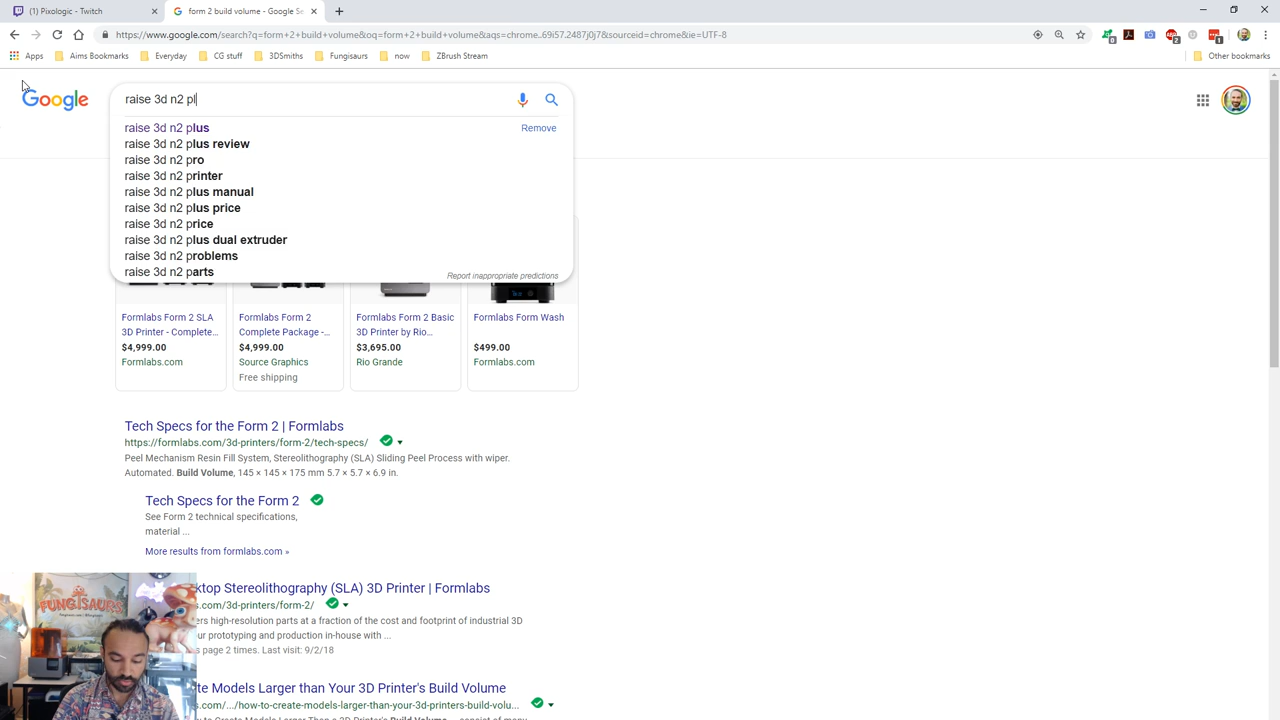 (1) Pixologic - Twitch
form 2 build volume - Google Se
https://www.google.com/search?q=form+2+build+volume&oq=form+2+build+volume&aqs=chrome..69i57.2487j0j7&sourceid=chrome&ie=UTF-8
Apps
Aims Bookmarks
Everyday
CG stuff
3DSmiths
Fungisaurs
now
ZBrush Stream
Other bookmarks
Google
raise 3d n2 pl
raise 3d n2 plus
Remove
raise 3d n2 plus review
raise 3d n2 pro
raise 3d n2 printer
raise 3d n2 plus manual
raise 3d n2 plus price
raise 3d n2 price
raise 3d n2 plus dual extruder
raise 3d n2 problems
raise 3d n2 parts
Report inappropriate predictions
Formlabs Form 2 SLA
3D Printer - Complete...
$4,999.00
Formlabs.com
Formlabs Form 2
Complete Package -...
$4,999.00
Source Graphics
Free shipping
Formlabs Form 2 Basic
3D Printer by Rio...
$3,695.00
Rio Grande
Formlabs Form Wash
$499.00
Formlabs.com
Tech Specs for the Form 2 | Formlabs
https://formlabs.com/3d-printers/form-2/tech-specs/
Peel Mechanism Resin Fill System, Stereolithography (SLA) Sliding Peel Process with wiper.
Automated. Build Volume, 145 × 145 × 175 mm 5.7 × 5.7 × 6.9 in.
Tech Specs for the Form 2
See Form 2 technical specifications,
material ...
More results from formlabs.com »
ktop Stereolithography (SLA) 3D Printer | Formlabs
s.com/3d-printers/form-2/
ers high-resolution parts at a fraction of the cost and footprint of industrial 3D
our prototyping and production in-house with ...
s page 2 times. Last visit: 9/2/18
te Models Larger than Your 3D Printer's Build Volume
s.com/.../how-to-create-models-larger-than-your-3d-printers-build-volu...
FUNGISAURS